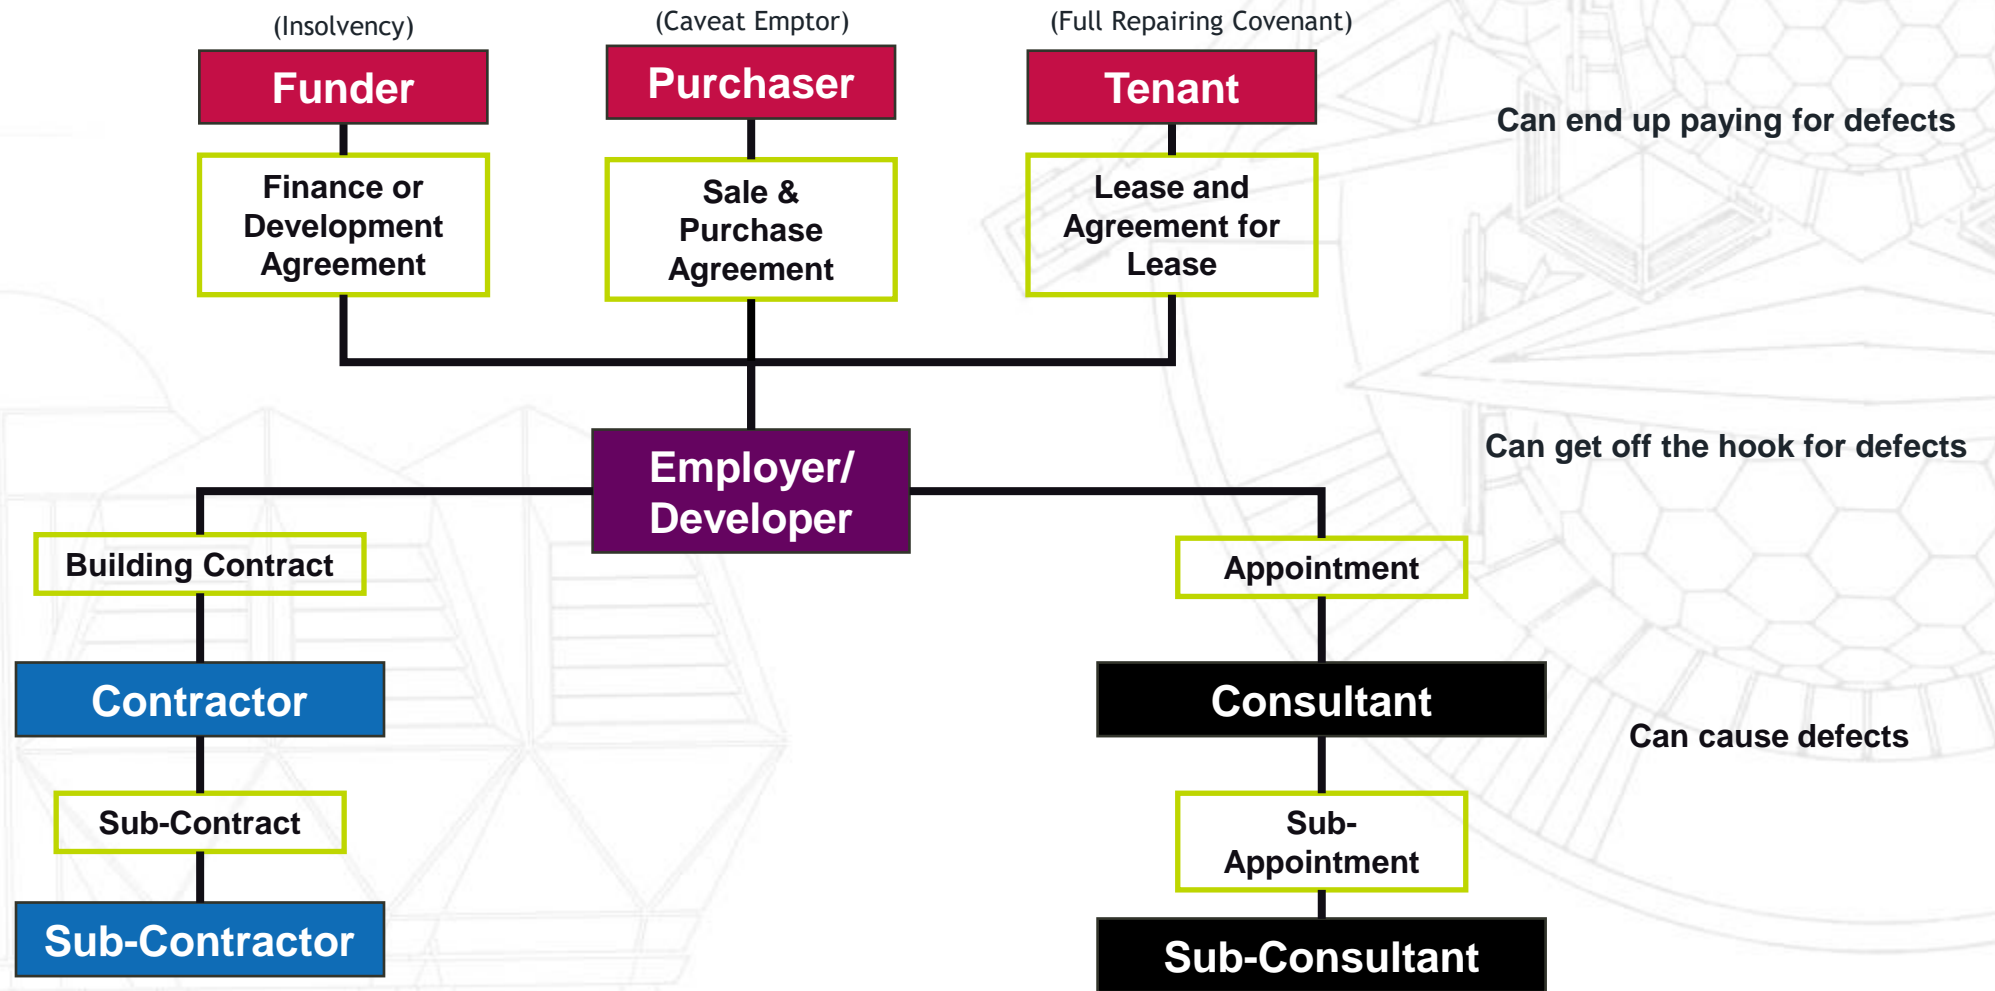 (Insolvency)
(Caveat Emptor)
(Full Repairing Covenant)
Funder
Purchaser
Tenant
Can end up paying for defects
Finance or
Development
Agreement
Sale &
Purchase
Agreement
Lease and
Agreement for
Lease
Employer/
Developer
Can get off the hook for defects
Building Contract
Appointment
Contractor
Consultant
Can cause defects
Sub-Contract
Sub-
Appointment
Sub-Contractor
Sub-Consultant